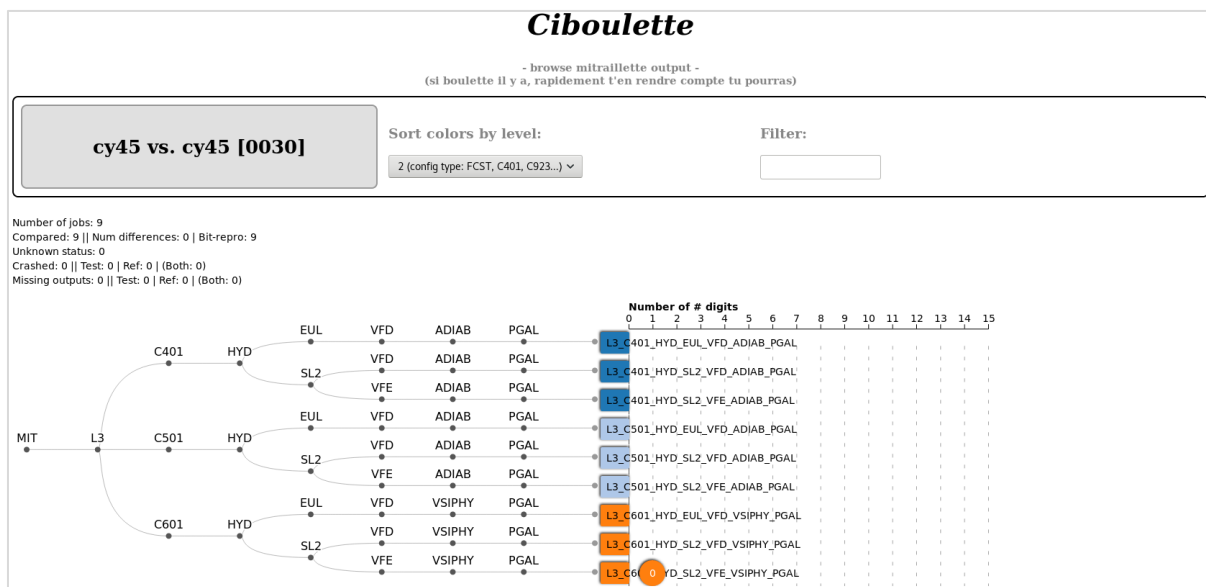 Ciboulette
- browse mitraillette output -
(si boulette il y a, rapidement t'en rendre compte tu pourras)
cy45 vs. cy45 [0030]
Sort colors by level:
2 (config type: FCST, C401, C923...)
Filter:
Number of jobs: 9
Compared: 9 || Num differences: 0 | Bit-repro: 9
Unknown status: 0
Crashed: 0 || Test: 0 | Ref: 0 | (Both: 0)
Missing outputs: 0 || Test: 0 | Ref: 0 | (Both: 0)
Number of # digits
0 1 2 3 4 5 6 7 8 9 10 11 12 13 14 15
EUL VFD ADIAB PGAL
L3_C401_HYD_EUL_VFD_ADIAB_PGAL
C401 HYD
SL2 VFD ADIAB PGAL
L3_C401_HYD_SL2_VFD_ADIAB_PGAL
VFE ADIAB PGAL
L3_C401_HYD_SL2_VFE_ADIAB_PGAL
EUL VFD ADIAB PGAL
L3_C501_HYD_EUL_VFD_ADIAB_PGAL
MIT L3 C501 HYD
SL2 VFD ADIAB PGAL
L3_C501_HYD_SL2_VFD_ADIAB_PGAL
VFE ADIAB PGAL
L3_C501_HYD_SL2_VFE_ADIAB_PGAL
EUL VFD VSIPHY PGAL
L3_C601_HYD_EUL_VFD_VSIPHY_PGAL
C601 HYD
SL2 VFD VSIPHY PGAL
L3_C601_HYD_SL2_VFD_VSIPHY_PGAL
VFE VSIPHY PGAL
0
YD_SL2_VFE_VSIPHY_PGAL